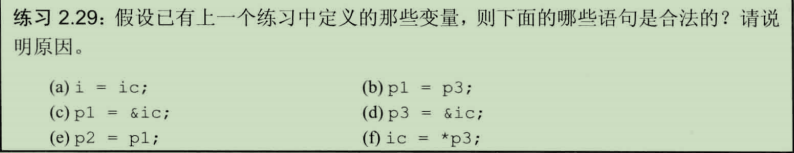 练习 2.29：假设已有上一个练习中定义的那些变量，则下面的哪些语句是合法的？请说
明原因。
(a) i = ic; (b) p1 = p3;
(c) p1 = &ic; (d) p3 = &ic;
(e) p2 = p1; (f) ic = *p3;